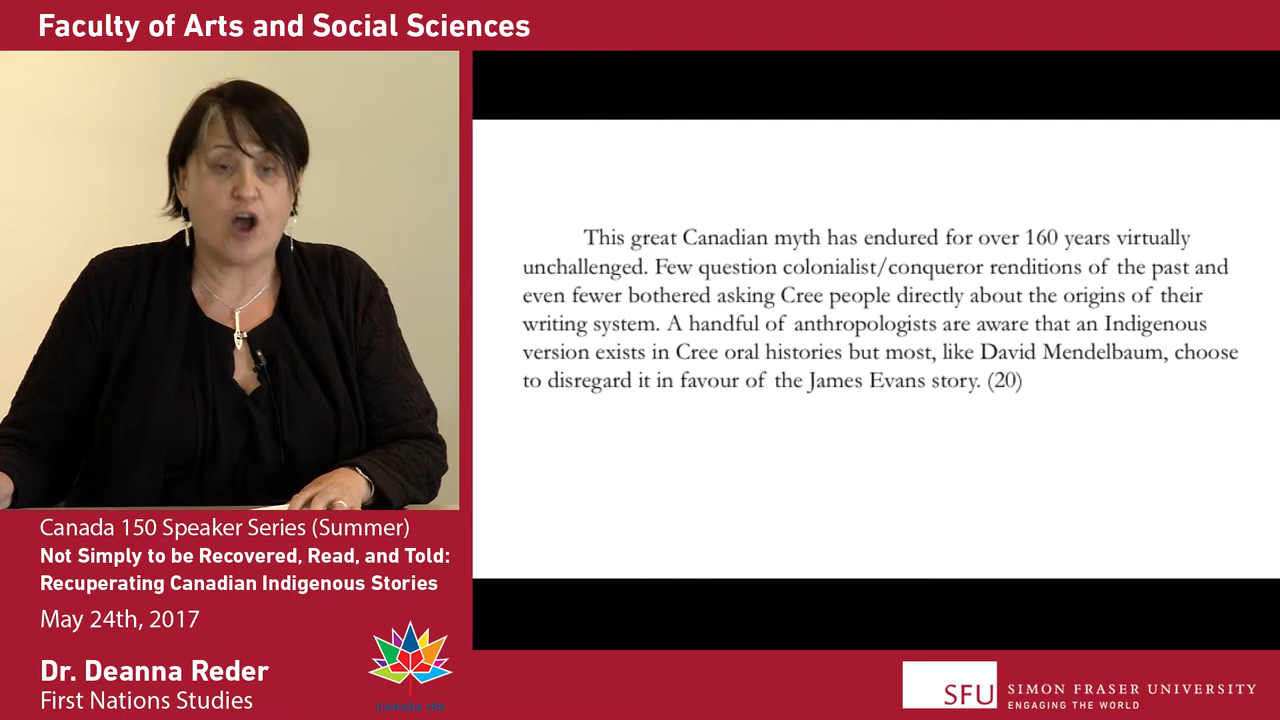 Faculty of Arts and Social Sciences
This great Canadian myth has endured for over 160 years virtually
unchallenged. Few question colonialist/conqueror renditions of the past and
even fewer bothered asking Cree people directly about the origins of their
writing system. A handful of anthropologists are aware that an Indigenous
version exists in Cree oral histories but most, like David Mendelbaum, choose
to disregard it in favour of the James Evans story. (20)
Canada 150 Speaker Series (Summer)
Not Simply to be Recovered, Read, and Told:
Recuperating Canadian Indigenous Stories
May 24th, 2017
Dr. Deanna Reder
First Nations Studies
CANADA 150
SFU
SIMON FRASER UNIVERSITY
ENGAGING THE WORLD